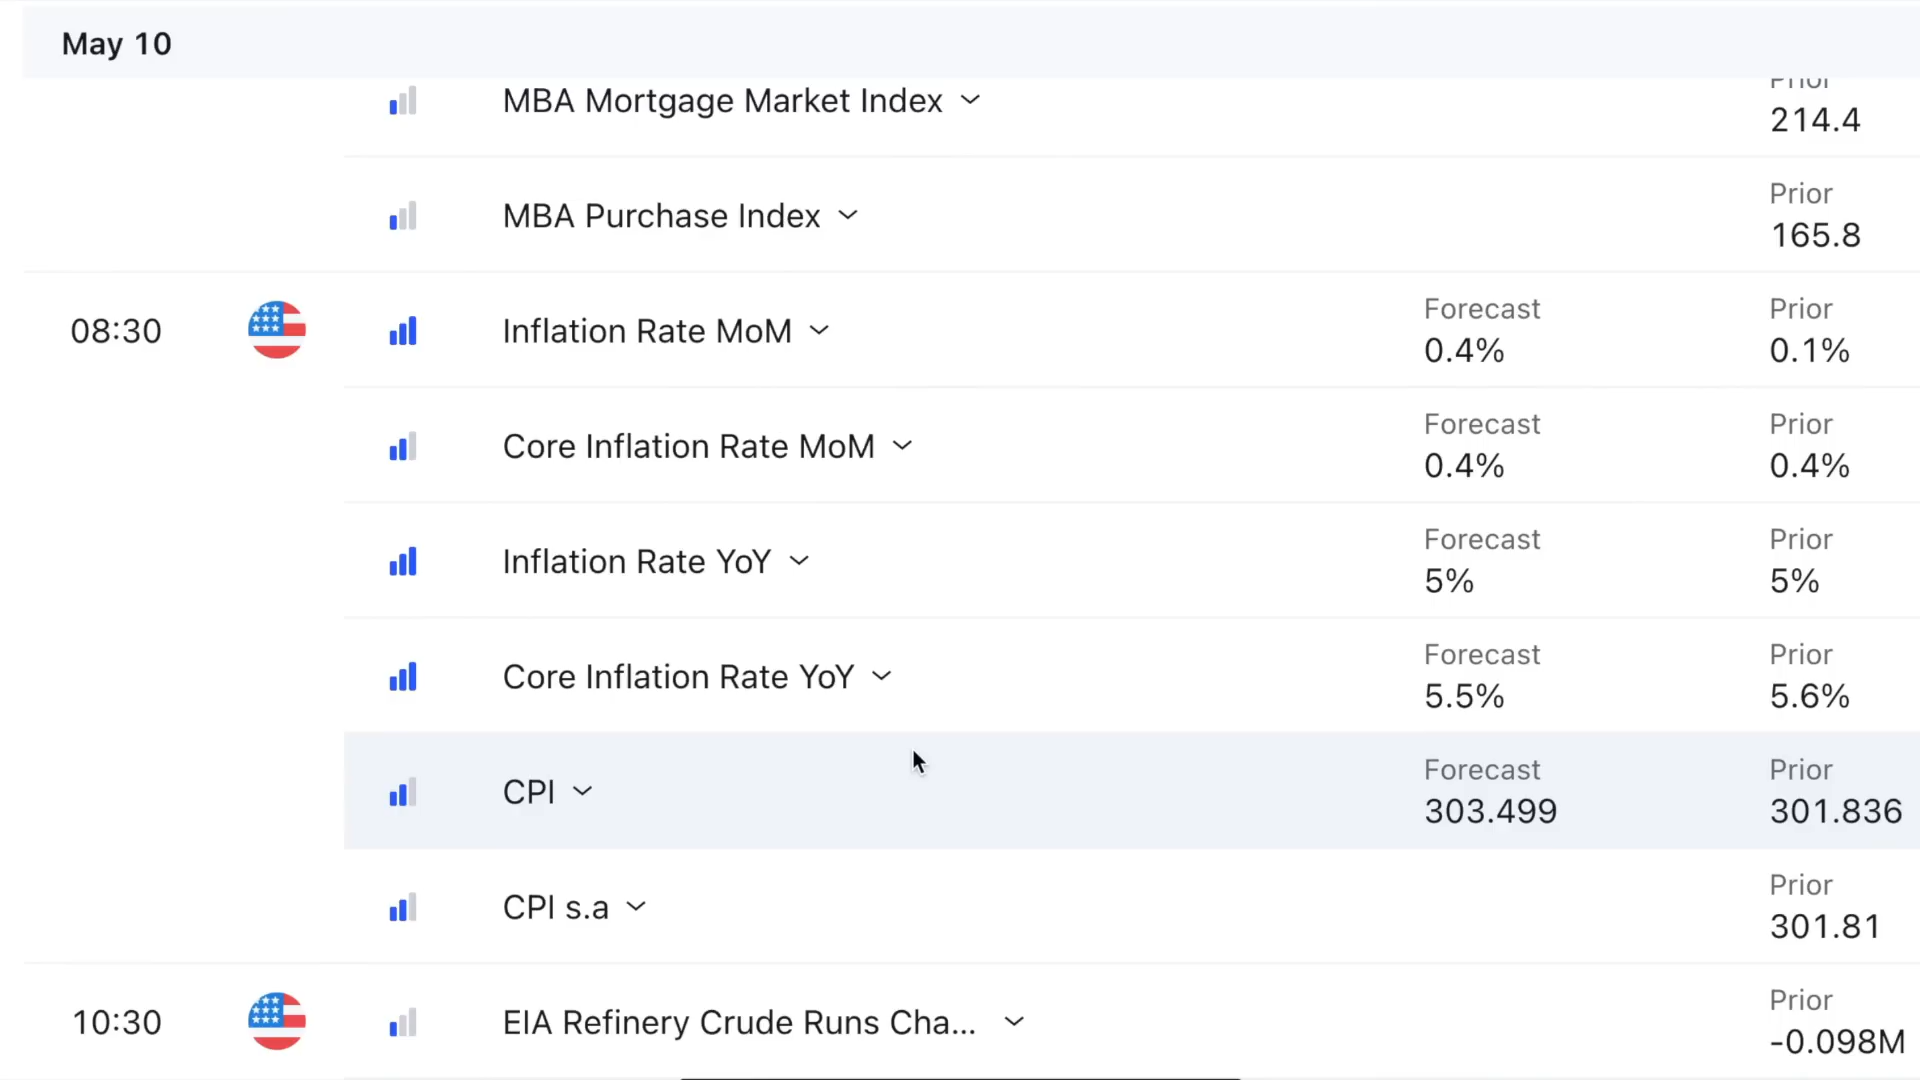 May 10
MBA Mortgage Market Index
Prior
214.4
MBA Purchase Index
Prior
165.8
08:30
Inflation Rate MoM
Forecast
0.4%
Prior
0.1%
Core Inflation Rate MoM
Forecast
0.4%
Prior
0.4%
Inflation Rate YoY
Forecast
5%
Prior
5%
Core Inflation Rate YoY
Forecast
5.5%
Prior
5.6%
CPI
Forecast
303.499
Prior
301.836
CPI s.a
Prior
301.81
10:30
EIA Refinery Crude Runs Cha...
Prior
-0.098M